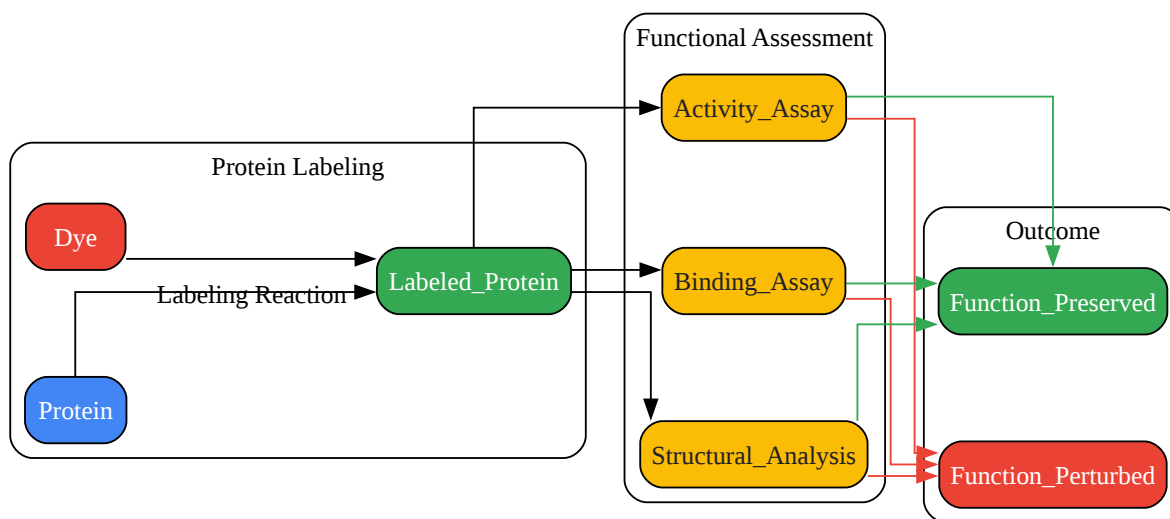 Protein Labeling
Dye
Labeling Reaction
Protein
Labeled_Protein
Functional Assessment
Activity_Assay
Binding_Assay
Structural_Analysis
Outcome
Function_Preserved
Function_Perturbed